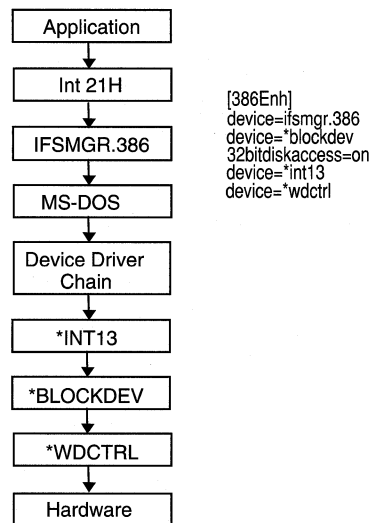 Application
Int 21H
IFSMGR.386
MS-DOS
Device Driver
Chain
*INT13
*BLOCKDEV
*WDCTRL
Hardware
[386Enh]
device=ifsmgr.386
device=*blockdev
32bitdiskaccess=on
device=*int13
device=*wdctrl